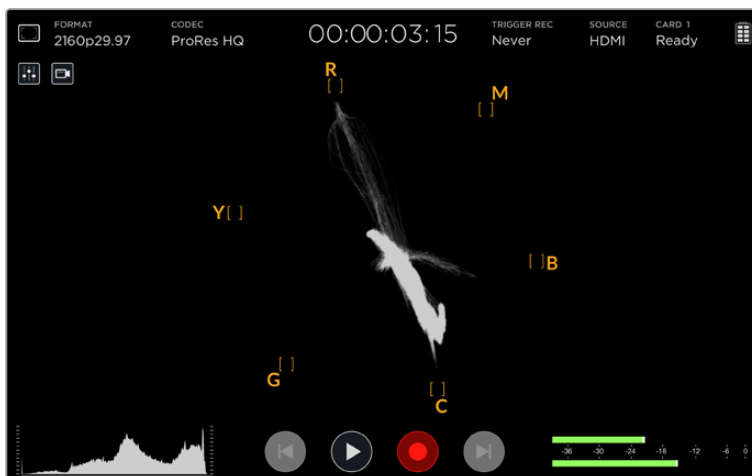 FORMAT
2160p29.97
CODEC
ProRes HQ
00:00:03:15
TRIGGER REC
Never
SOURCE
HDMI
CARD 1
Ready
R
M
Y
B
G
C
-36 -30 -24 -18 -12 -6 0